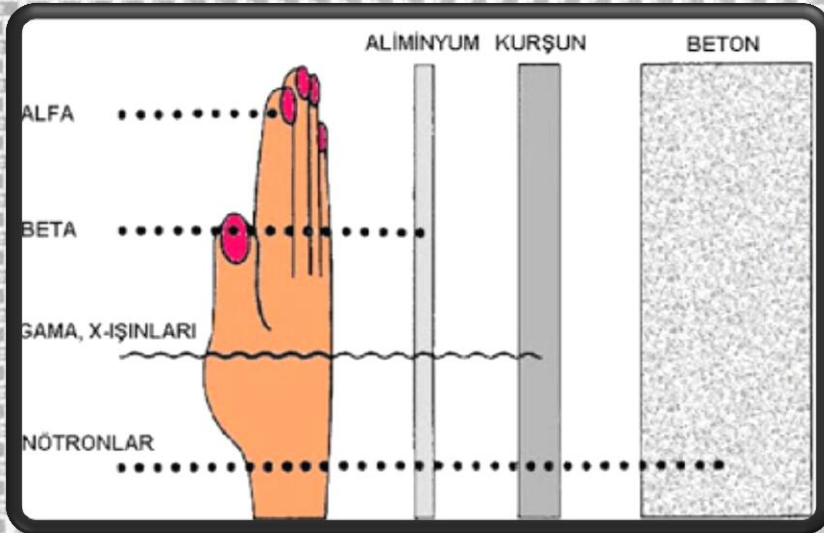 ALİMİNYUM KURŞUN BETON
ALFA
BETA
GAMA, X-IŞINLARI
NÖTRONLAR